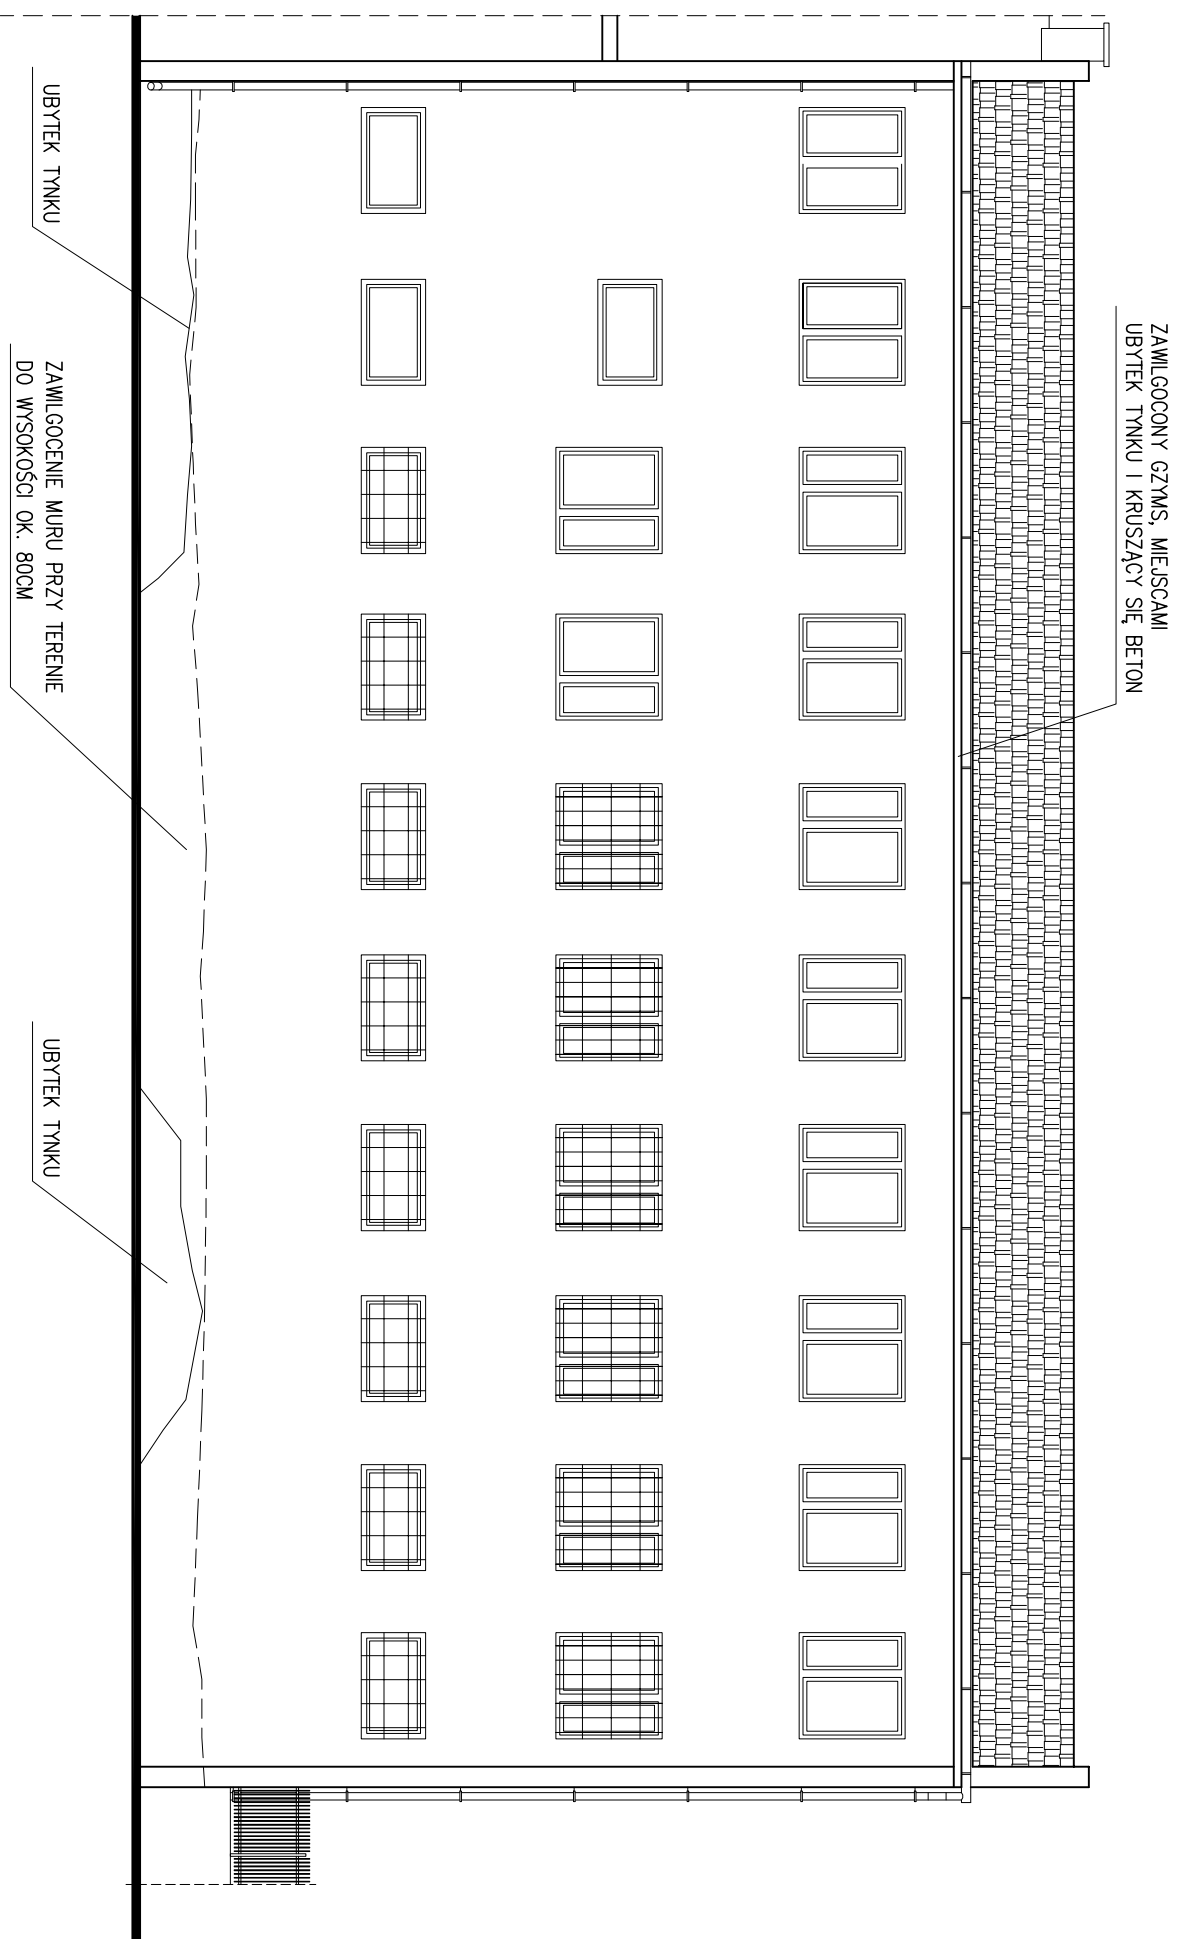 ZAWILGOCONY GZYMS, MIEJSCAMI
UBYTEK TYNKU I KRUSZĄCY SIĘ BETON
UBYTEK TYNKU
ZAWILGOCENIE MURU PRZY TERENIE
DO WYSOKOŚCI OK. 80CM
UBYTEK TYNKU